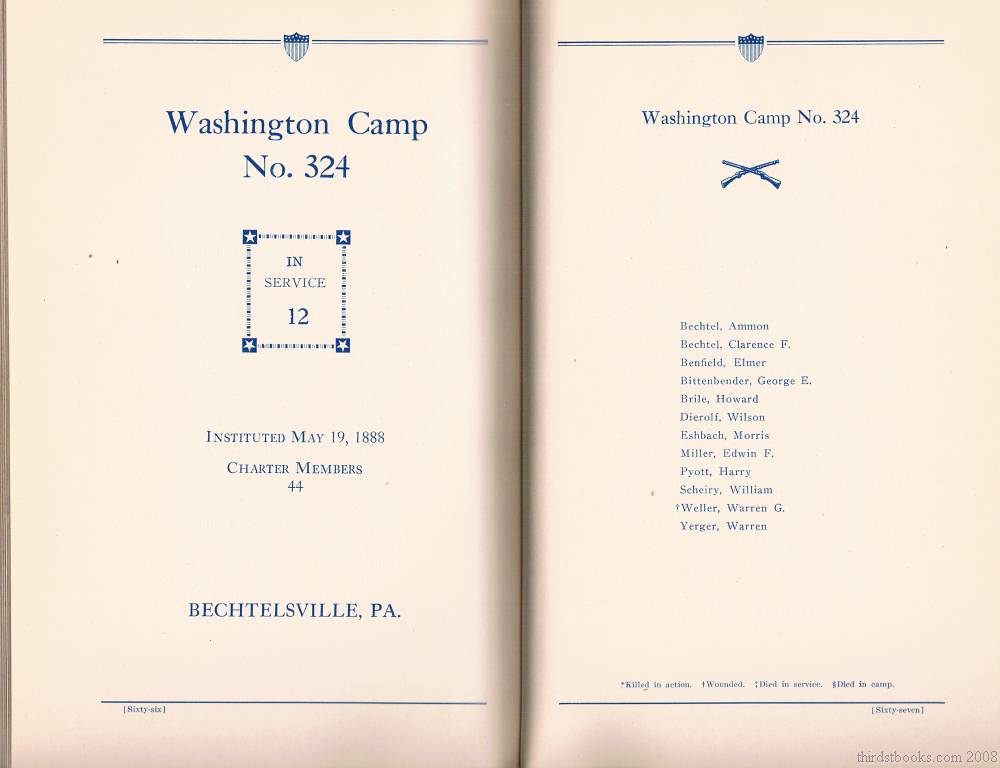 Washington Camp
No. 324
IN
SERVICE
12
INSTITUTED MAY 19, 1888
CHARTER MEMBERS
44
BECHTELSVILLE, PA.
[Sixty-six]
Washington Camp No. 324
Bechtel, Ammon
Bechtel, Clarence F.
Benfield, Elmer
Bittenbender, George E.
Brile, Howard
Dierolf, Wilson
Eshbach, Morris
Miller, Edwin F.
Pyott, Harry
Scheiry, William
†Weller, Warren G.
Yerger, Warren
*Killed in action. †Wounded. ‡Died in service. §Died in camp.
[Sixty-seven]
thirdstbooks.com 2008